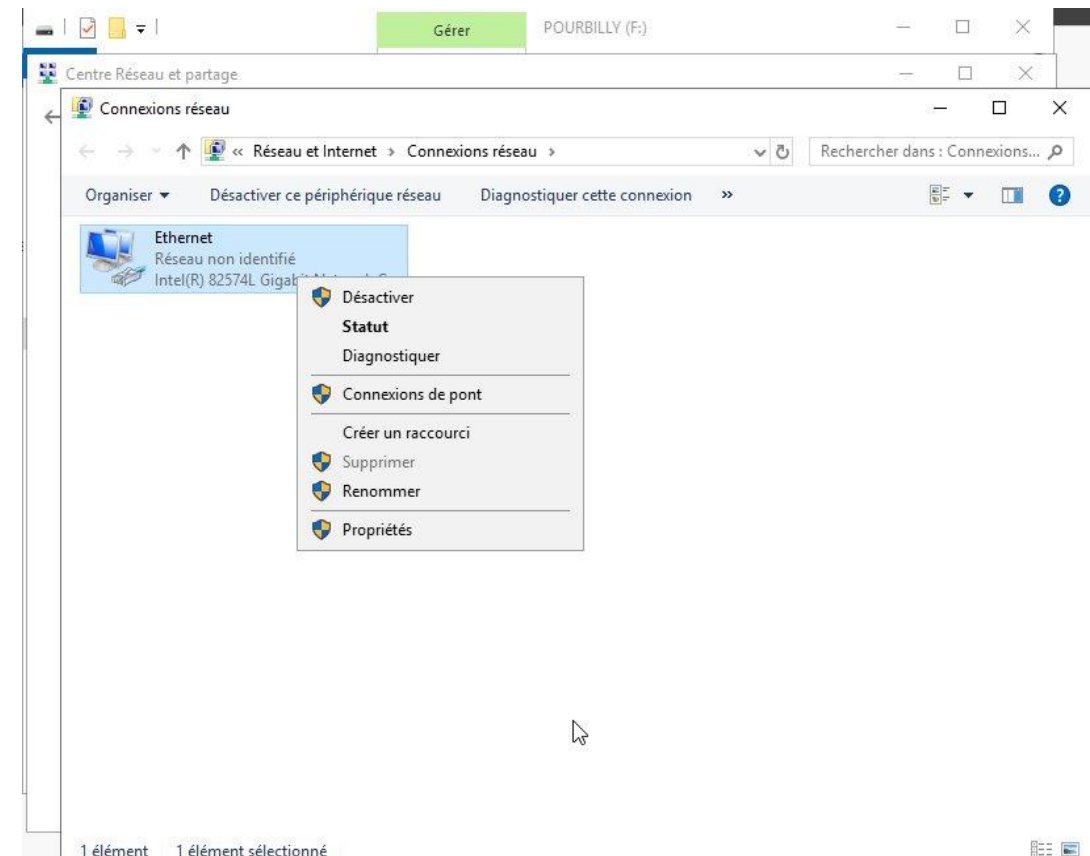 Gérer POURBILLY (F:)
Centre Réseau et partage
Connexions réseau
« Réseau et Internet > Connexions réseau > Rechercher dans : Connexions...
Organiser Désactiver ce périphérique réseau Diagnostiquer cette connexion »
Ethernet
Réseau non identifié
Intel(R) 82574L Gigabit Network C...
Désactiver
Statut
Diagnostiquer
Connexions de pont
Créer un raccourci
Supprimer
Renommer
Propriétés
1 élément 1 élément sélectionné